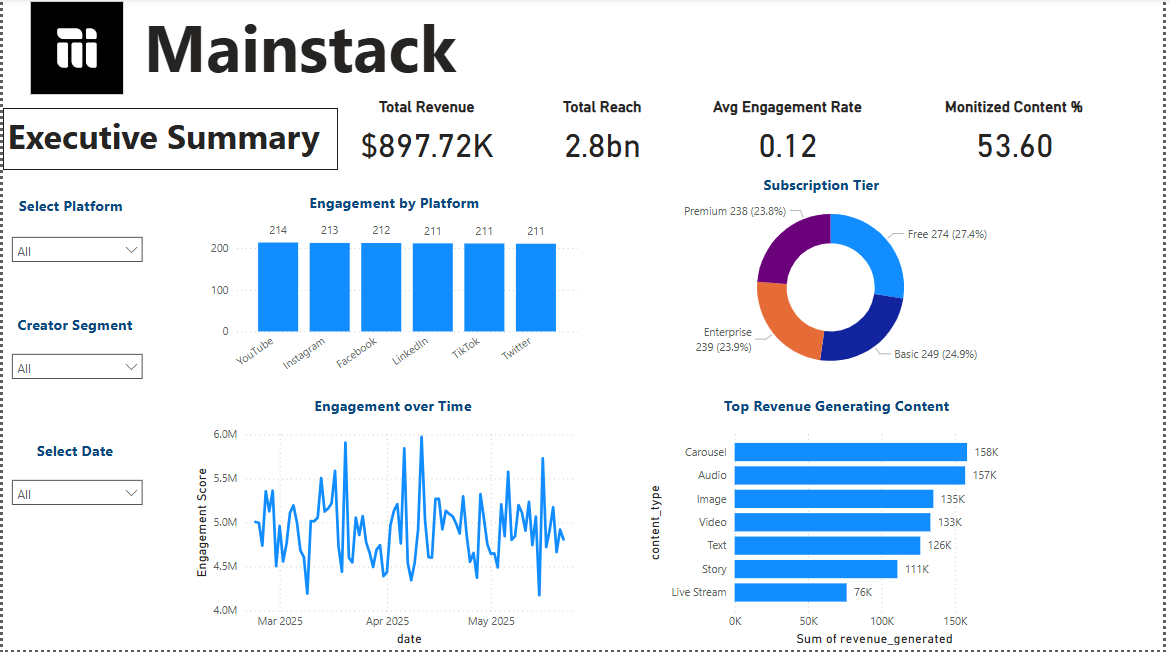 Mainstack
Executive Summary
Total Revenue
$897.72K
Total Reach
2.8bn
Avg Engagement Rate
0.12
Monitized Content %
53.60
Select Platform
All
Creator Segment
All
Select Date
All
Engagement by Platform
200
100
0
214
213
212
211
211
211
YouTube
Instagram
Facebook
LinkedIn
TikTok
Twitter
Subscription Tier
Premium 238 (23.8%)
Free 274 (27.4%)
Enterprise
239 (23.9%)
Basic 249 (24.9%)
Engagement over Time
Engagement Score
6.0M
5.5M
5.0M
4.5M
4.0M
Mar 2025
Apr 2025
May 2025
date
Top Revenue Generating Content
content_type
Carousel 158K
Audio 157K
Image 135K
Video 133K
Text 126K
Story 111K
Live Stream 76K
0K
50K
100K
150K
Sum of revenue_generated